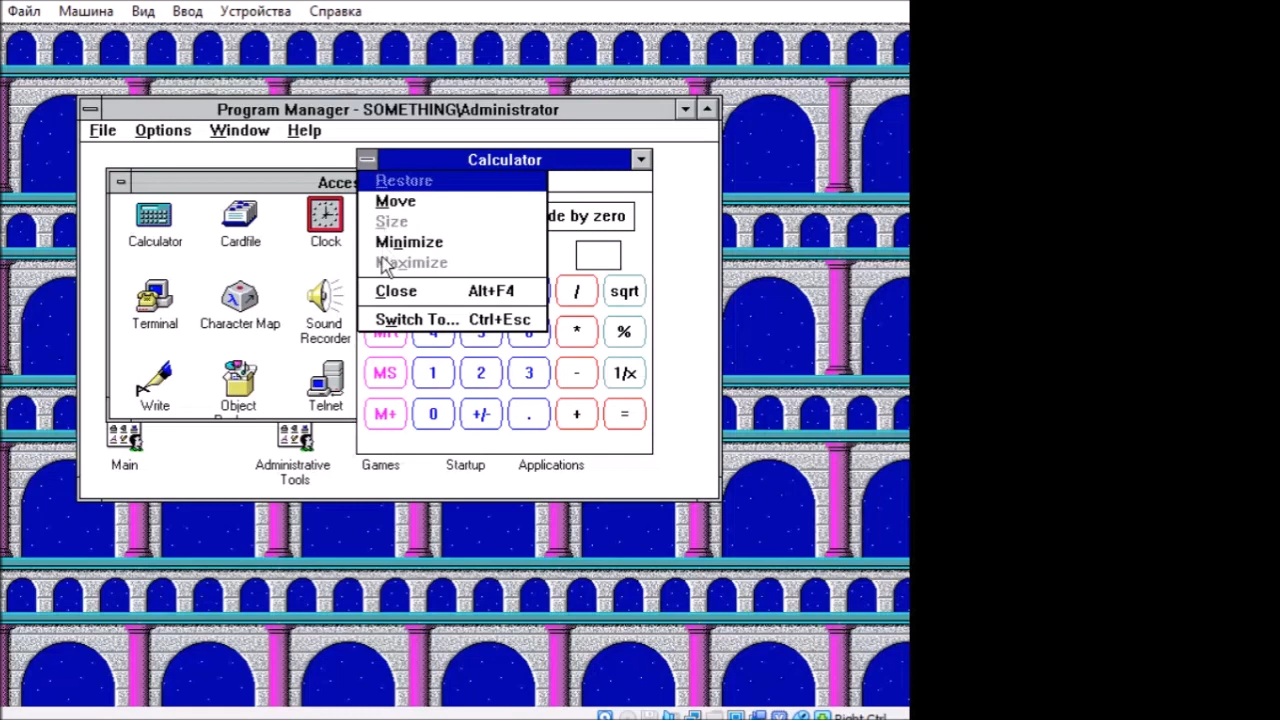 Файл Машина Вид Ввод Устройства Справка
Program Manager - SOMETHING\Administrator
File Options Window Help
Calculator
Restore
Move
Size
Minimize
Maximize
Close Alt+F4
Switch To... Ctrl+Esc
de by zero
/ sqrt
* %
MS 1 2 3 - 1/x
M+ 0 +/- . + =
Calculator Cardfile Clock
Terminal Character Map Sound
Recorder
Write Object Telnet
Main Administrative
Tools
Games Startup Applications
Right Ctrl